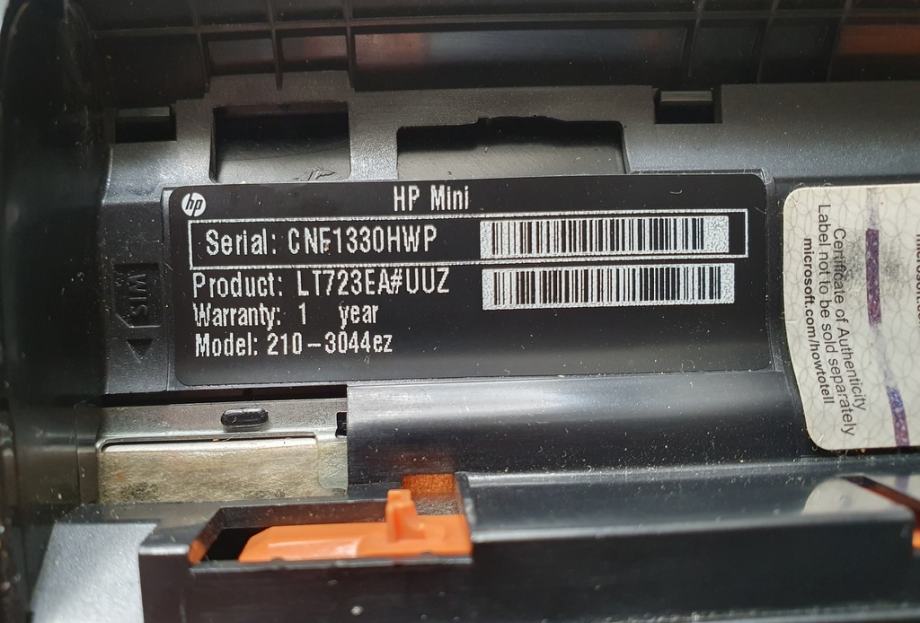 hp
HP Mini
Serial: CNF1330HWP
Product: LT723EA#UUZ
Warranty: 1 year
Model: 210-3044ez
SIM
Certificate of Authenticity
Label not to be sold separately
microsoft.com/howtotell